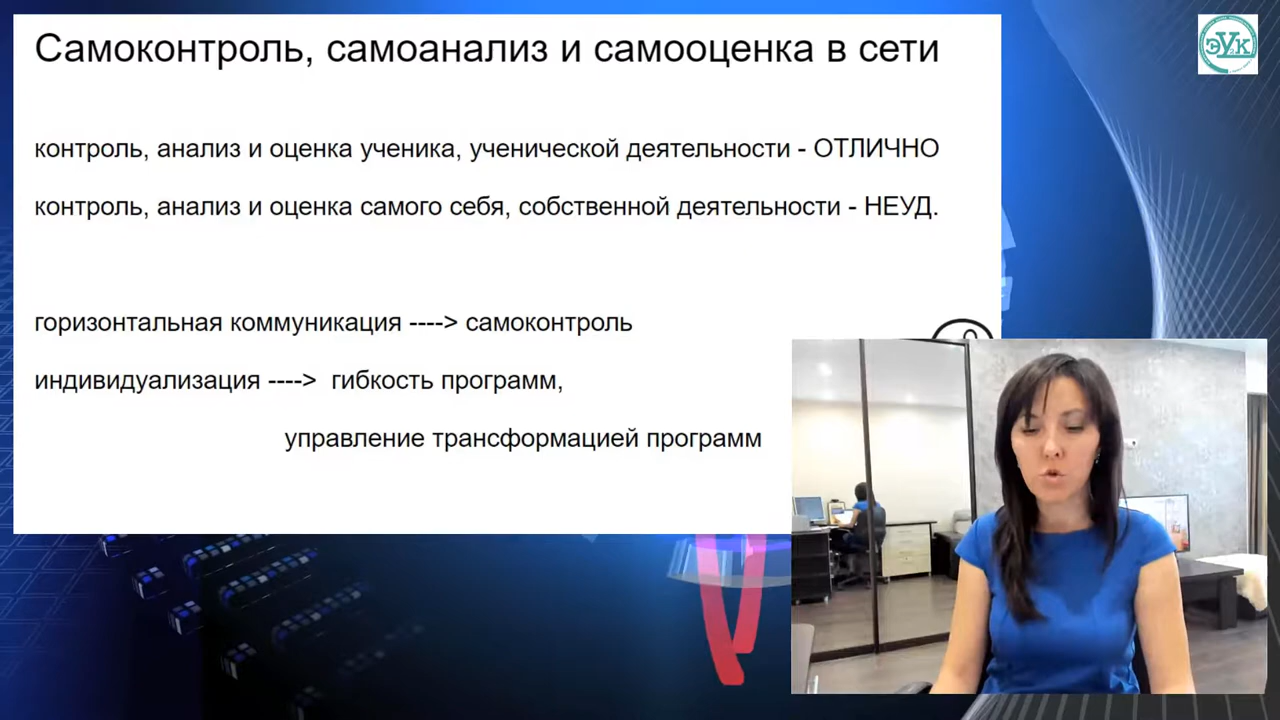 Самоконтроль, самоанализ и самооценка в сети
контроль, анализ и оценка ученика, ученической деятельности - ОТЛИЧНО
контроль, анализ и оценка самого себя, собственной деятельности - НЕУД.
горизонтальная коммуникация ----> самоконтроль
индивидуализация ----> гибкость программ,
управление трансформацией программ
эУк